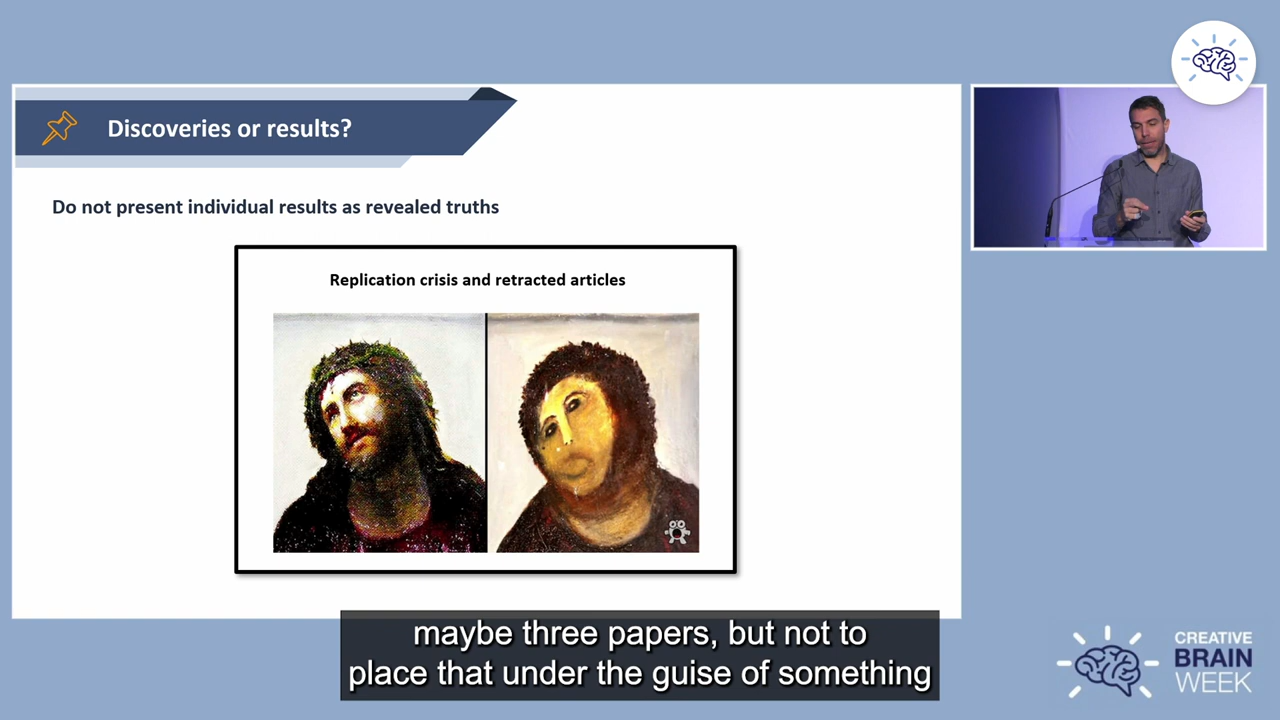 Discoveries or results?
Do not present individual results as revealed truths
Replication crisis and retracted articles
maybe three papers, but not to
place that under the guise of something
CREATIVE
BRAIN
WEEK